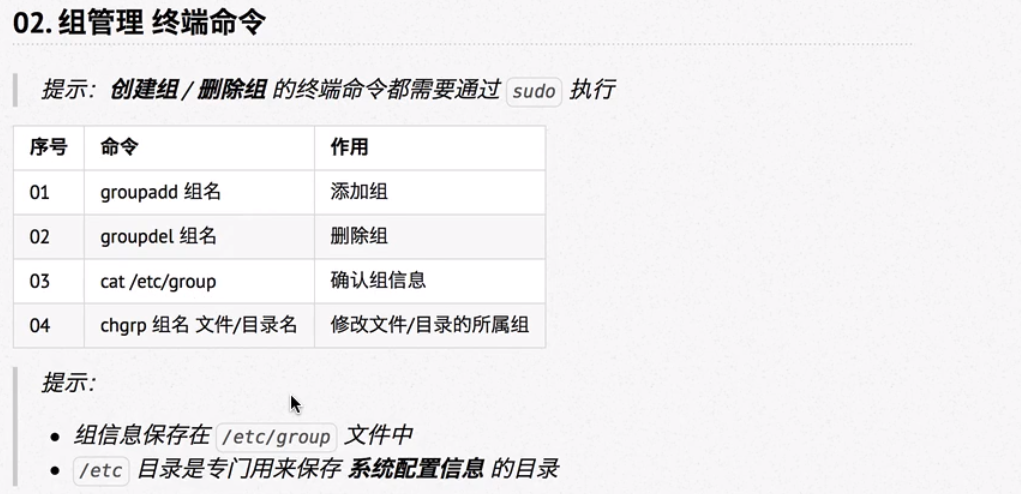 02. 组管理 终端命令
提示：创建组 / 删除组 的终端命令都需要通过 sudo 执行
序号 命令 作用
01 groupadd 组名 添加组
02 groupdel 组名 删除组
03 cat /etc/group 确认组信息
04 chgrp 组名 文件/目录名 修改文件/目录的所属组
提示：
• 组信息保存在 /etc/group 文件中
• /etc 目录是专门用来保存 系统配置信息 的目录